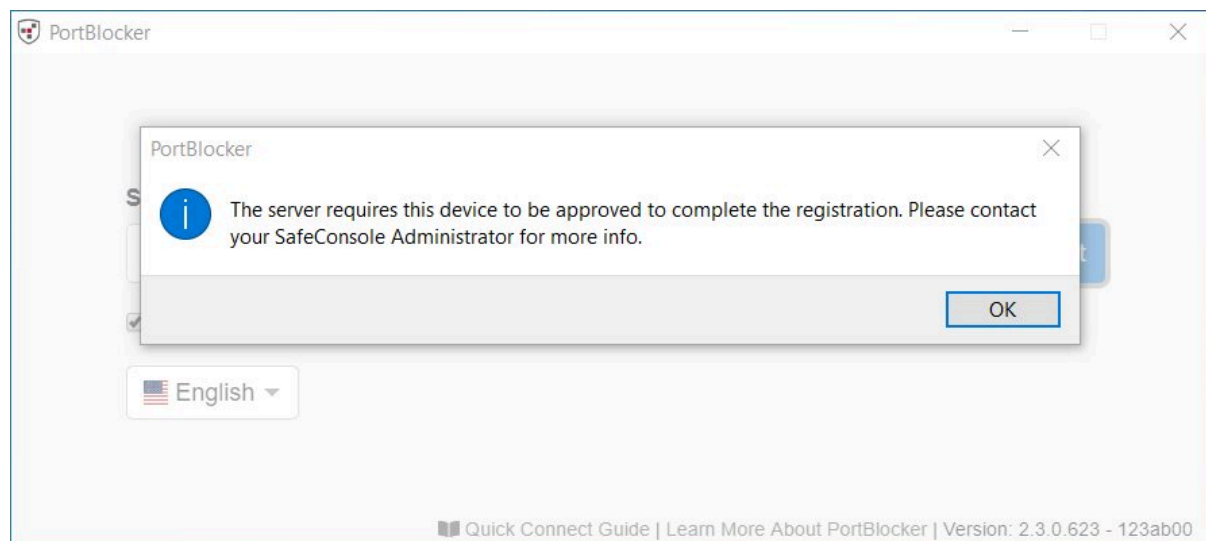 PortBlocker
PortBlocker
S
The server requires this device to be approved to complete the registration. Please contact
your SafeConsole Administrator for more info.
t
OK
English
Quick Connect Guide | Learn More About PortBlocker | Version: 2.3.0.623 - 123ab00